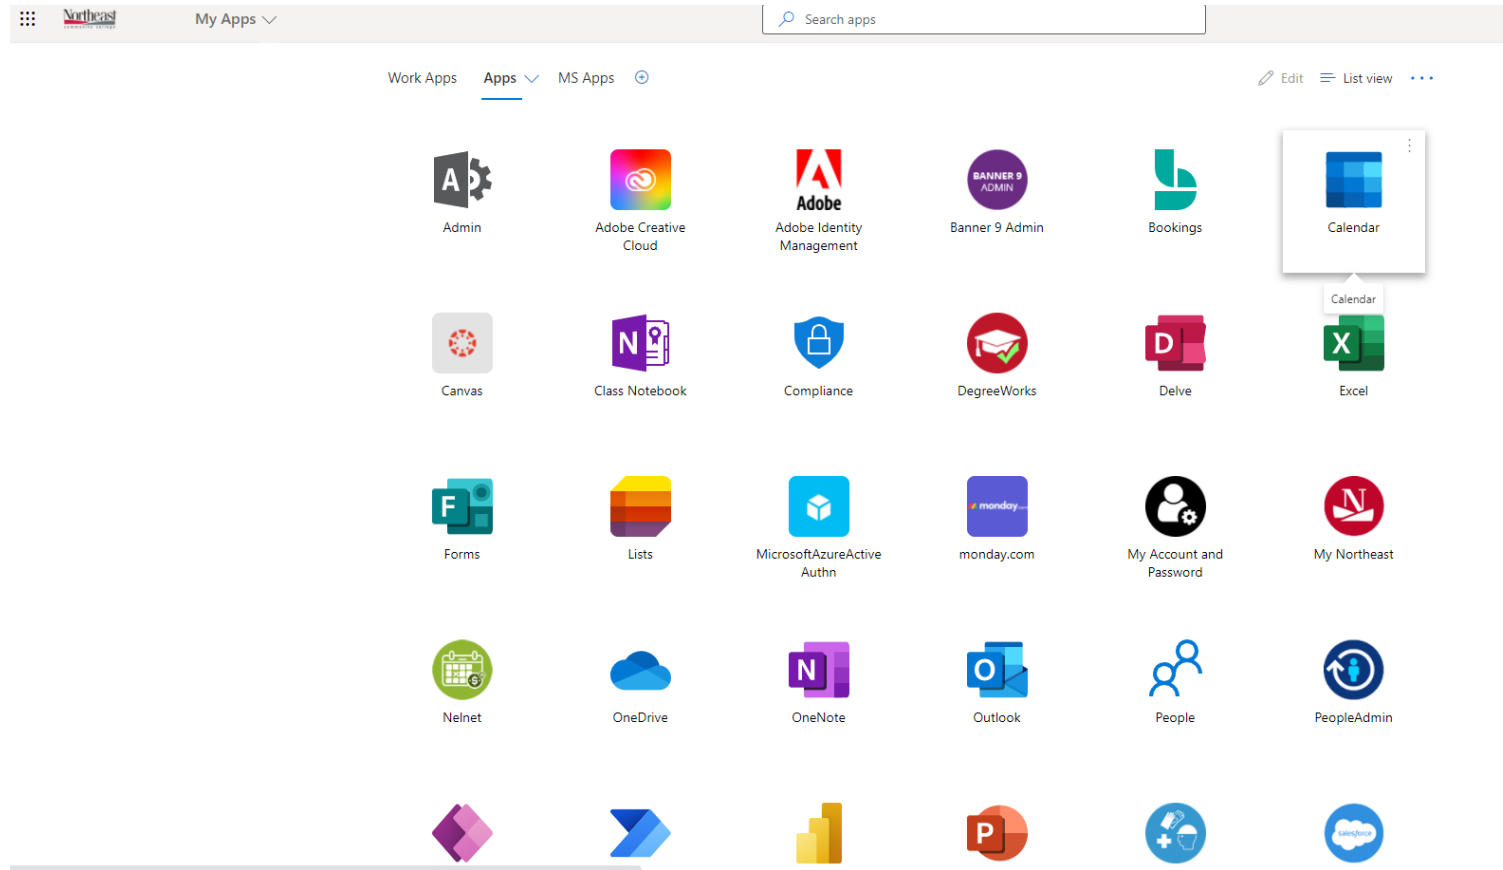 Northeast
My Apps
Search apps
Work Apps
Apps
MS Apps
Edit
List view
A
Adobe
BANNER 9
ADMIN
Admin
Adobe Creative
Cloud
Adobe Identity
Management
Banner 9 Admin
Bookings
Calendar
Calendar
N
D
X
Canvas
Class Notebook
Compliance
DegreeWorks
Delve
Excel
F
monday.com
N
Forms
Lists
MicrosoftAzureActive
Authn
monday.com
My Account and
Password
My Northeast
N
O
Nelnet
OneDrive
OneNote
Outlook
People
PeopleAdmin
P
salesforce